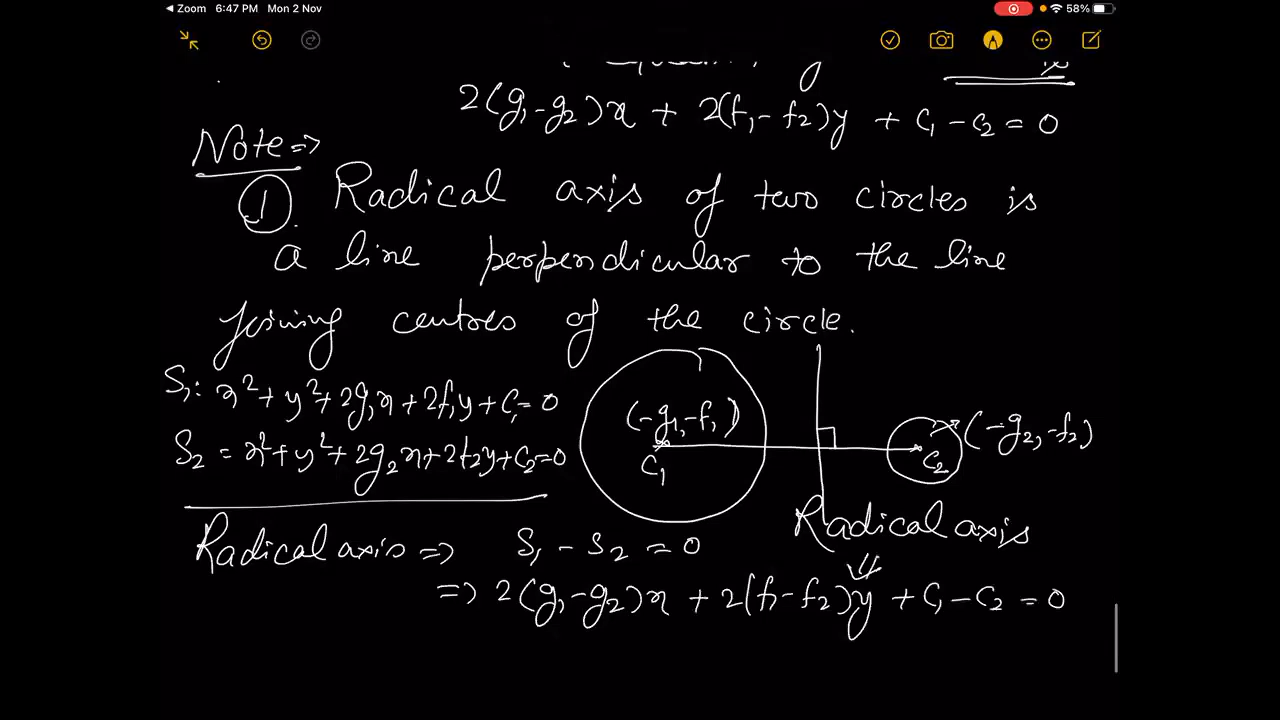 Zoom 6:47 PM Mon 2 Nov 58%
2(g₁-g₂)x + 2(f₁-f₂)y + c₁-c₂ = 0
Note⇒
① Radical axis of two circles is
a line perpendicular to the line
joining centres of the circle.
S₁: x²+y²+2g₁x+2f₁y+c₁=0
S₂ = x²+y²+2g₂x+2f₂y+c₂=0
(-g₁,-f₁)
C₁
C₂
(-g₂,-f₂)
Radical axis
Radical axis ⇒ S₁ - S₂ = 0
⇒ 2(g₁-g₂)x + 2(f₁-f₂)y + c₁-c₂ = 0